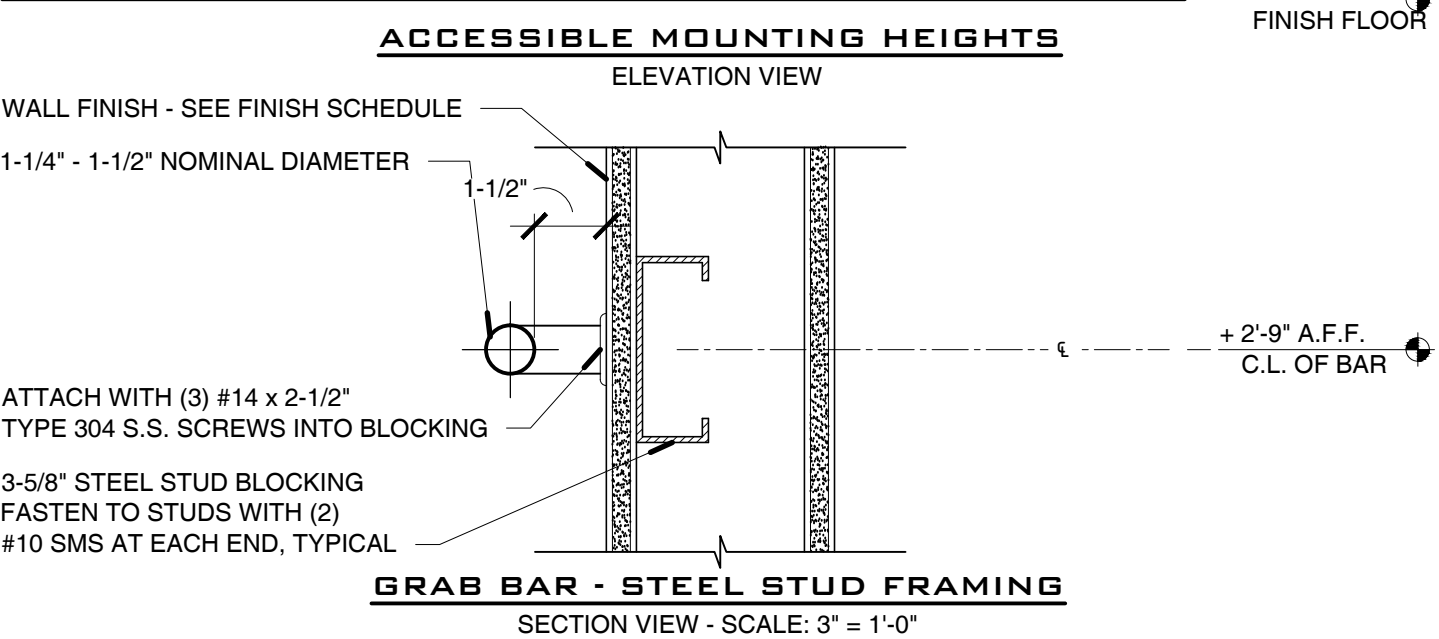 FINISH FLOOR
ACCESSIBLE MOUNTING HEIGHTS
ELEVATION VIEW
WALL FINISH - SEE FINISH SCHEDULE
1-1/4" - 1-1/2" NOMINAL DIAMETER
1-1/2"
℄
+ 2'-9" A.F.F.
C.L. OF BAR
ATTACH WITH (3) #14 x 2-1/2"
TYPE 304 S.S. SCREWS INTO BLOCKING
3-5/8" STEEL STUD BLOCKING
FASTEN TO STUDS WITH (2)
#10 SMS AT EACH END, TYPICAL
GRAB BAR - STEEL STUD FRAMING
SECTION VIEW - SCALE: 3" = 1'-0"